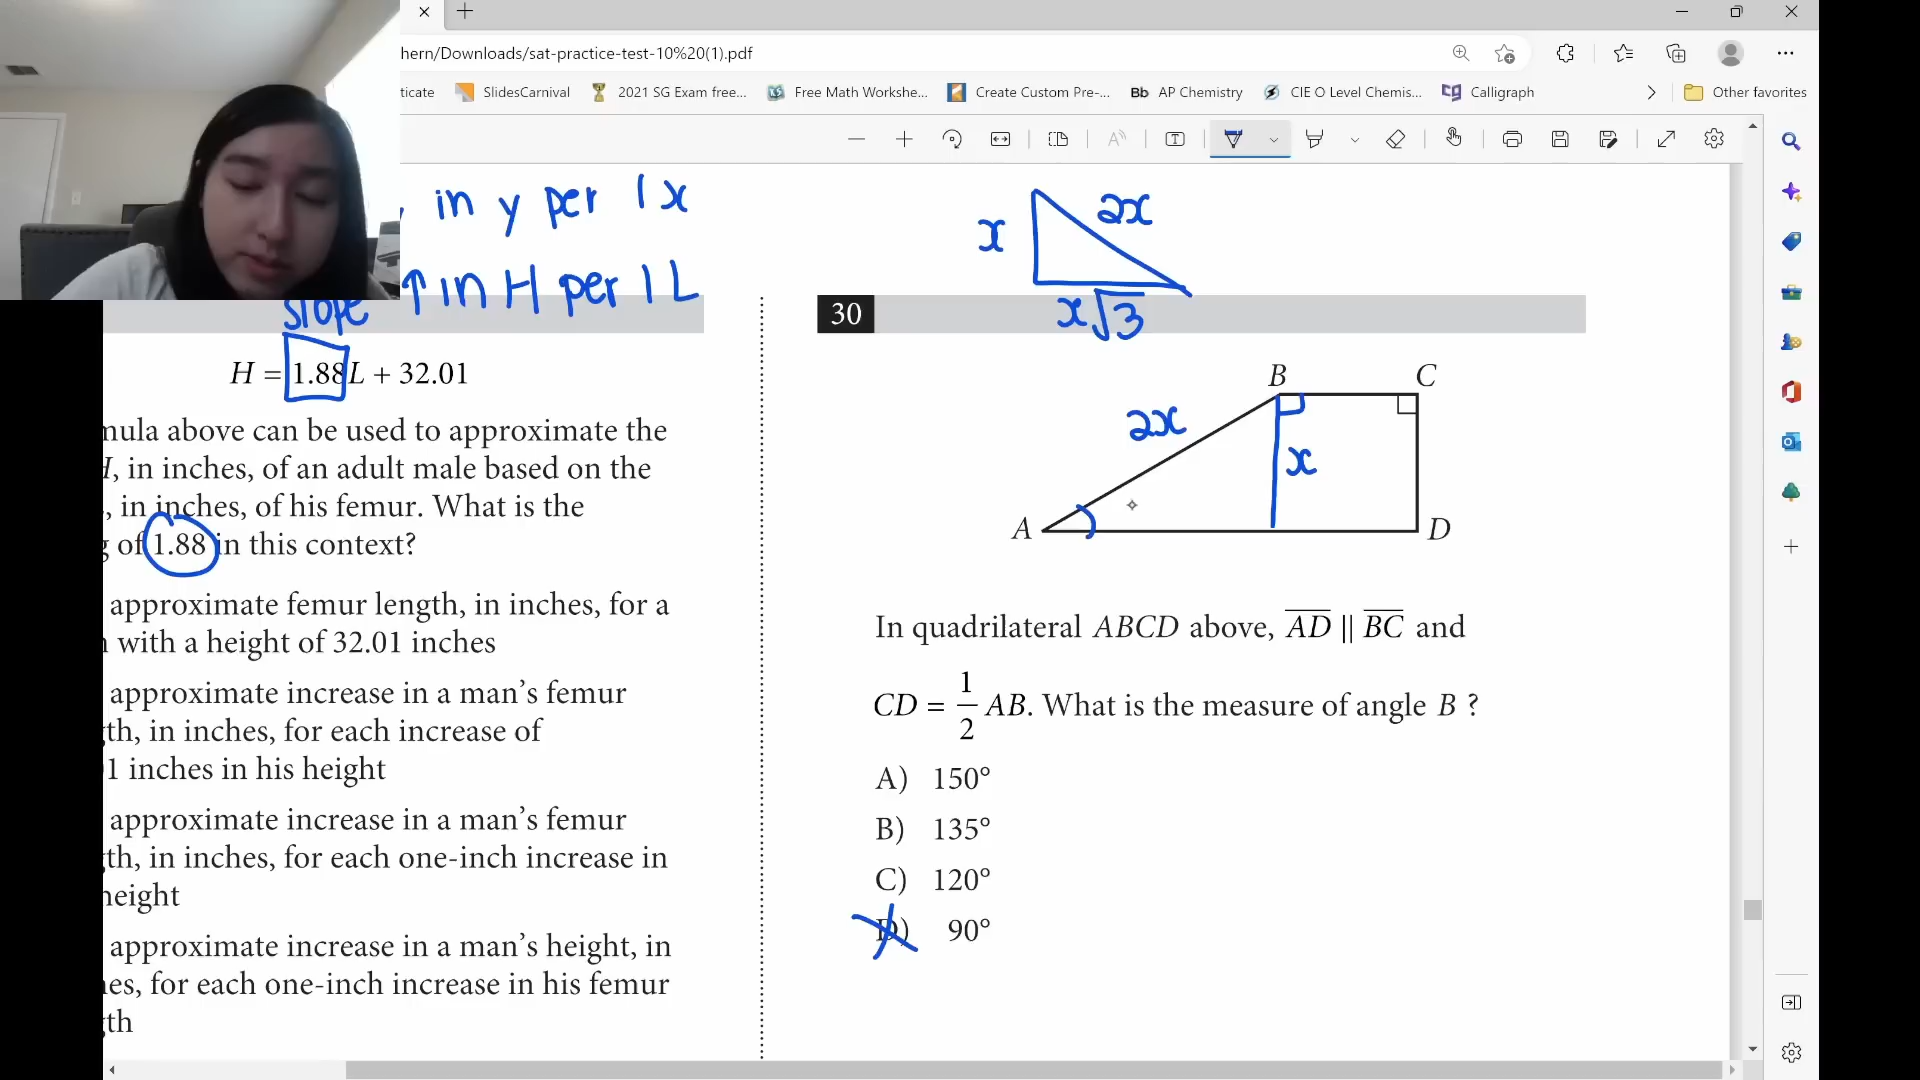 hern/Downloads/sat-practice-test-10%20(1).pdf
ticate SlidesCarnival 2021 SG Exam free... Free Math Workshe... Create Custom Pre-... Bb AP Chemistry CIE O Level Chemis... Calligraph Other favorites
in y per 1x
↑ in H per 1 L
slope
H = 1.88L + 32.01
mula above can be used to approximate the
H, in inches, of an adult male based on the
, in inches, of his femur. What is the
g of 1.88 in this context?
approximate femur length, in inches, for a
n with a height of 32.01 inches
approximate increase in a man’s femur
gth, in inches, for each increase of
01 inches in his height
approximate increase in a man’s femur
gth, in inches, for each one-inch increase in
height
approximate increase in a man’s height, in
hes, for each one-inch increase in his femur
gth
x 2x
x√3
30
B C
2x
x
A D
In quadrilateral ABCD above, AD || BC and
CD = 1/2 AB. What is the measure of angle B ?
A) 150°
B) 135°
C) 120°
D) 90°